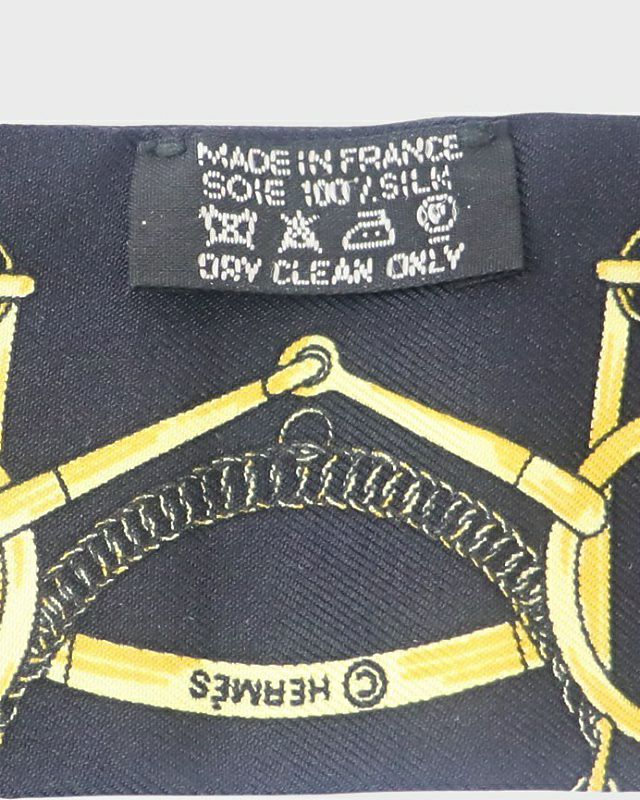 MADE IN FRANCE
SOIE 100% SILK
DRY CLEAN ONLY
© HERMÈS